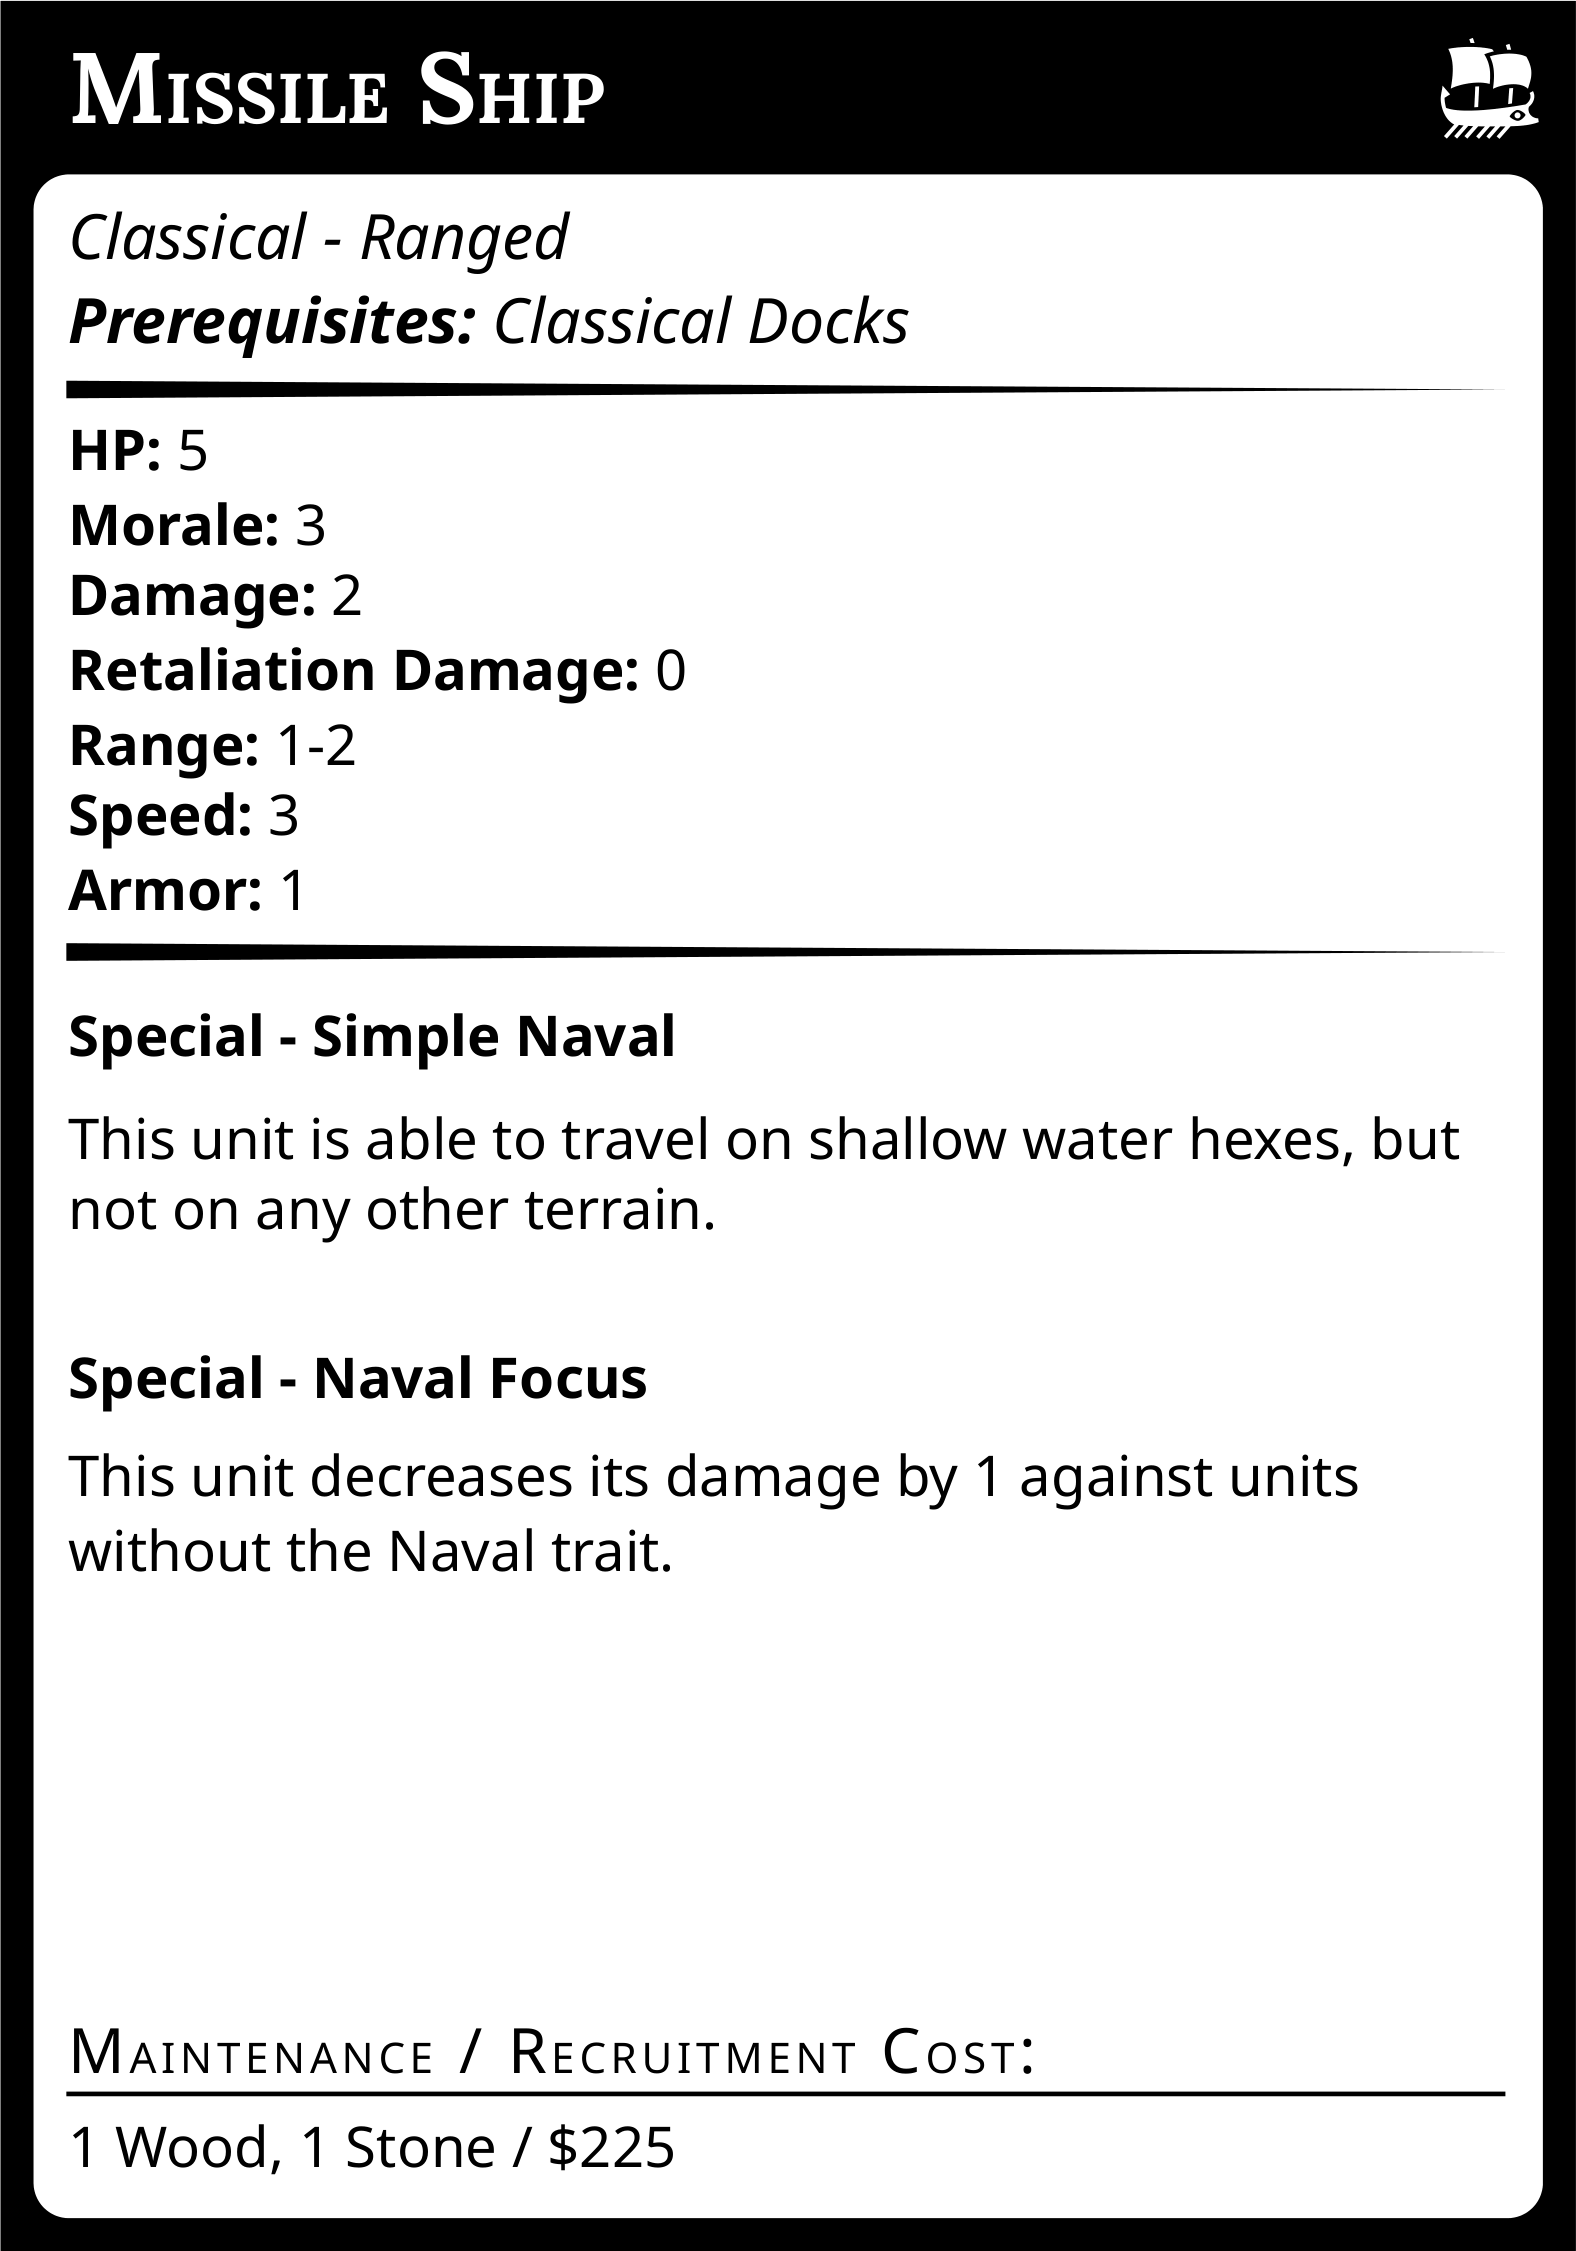 Missile Ship
Classical - Ranged
Prerequisites: Classical Docks
HP: 5
Morale: 3
Damage: 2
Retaliation Damage: 0
Range: 1-2
Speed: 3
Armor: 1
Special - Simple Naval
This unit is able to travel on shallow water hexes, but
not on any other terrain.
Special - Naval Focus
This unit decreases its damage by 1 against units
without the Naval trait.
Maintenance / Recruitment Cost:
1 Wood, 1 Stone / $225